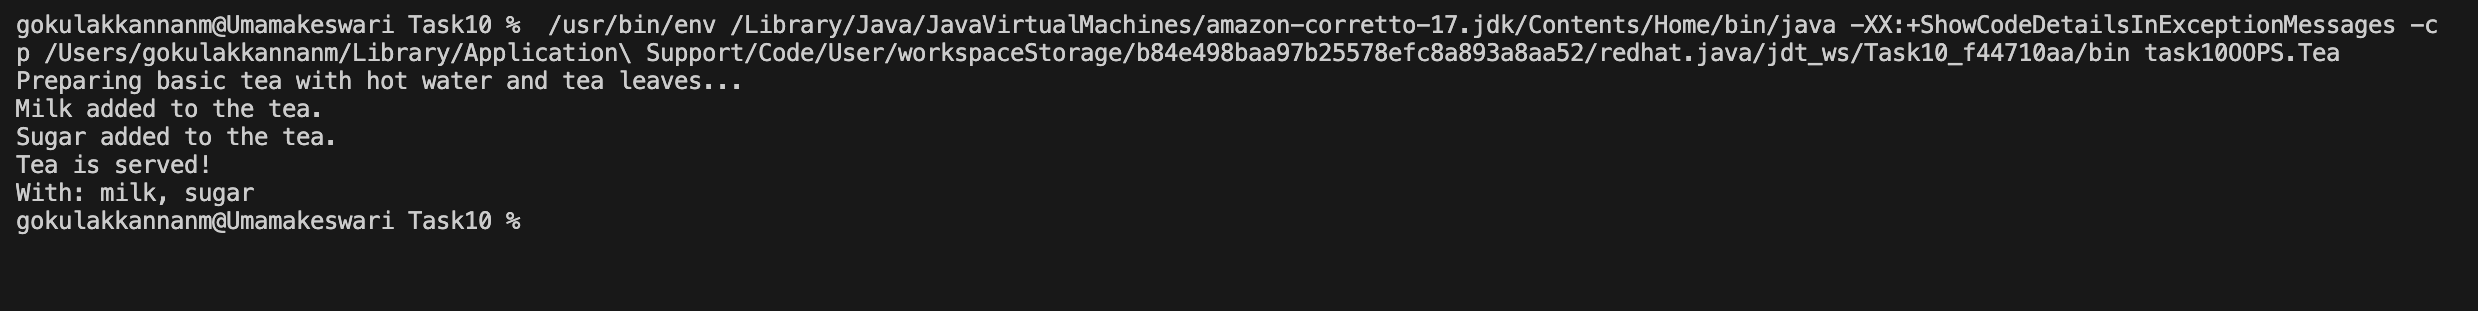 gokulakkannanm@Umamakeswari Task10 %  /usr/bin/env /Library/Java/JavaVirtualMachines/amazon-corretto-17.jdk/Contents/Home/bin/java -XX:+ShowCodeDetailsInExceptionMessages -c
p /Users/gokulakkannanm/Library/Application\ Support/Code/User/workspaceStorage/b84e498baa97b25578efc8a893a8aa52/redhat.java/jdt_ws/Task10_f44710aa/bin task10OOPS.Tea
Preparing basic tea with hot water and tea leaves...
Milk added to the tea.
Sugar added to the tea.
Tea is served!
With: milk, sugar
gokulakkannanm@Umamakeswari Task10 %